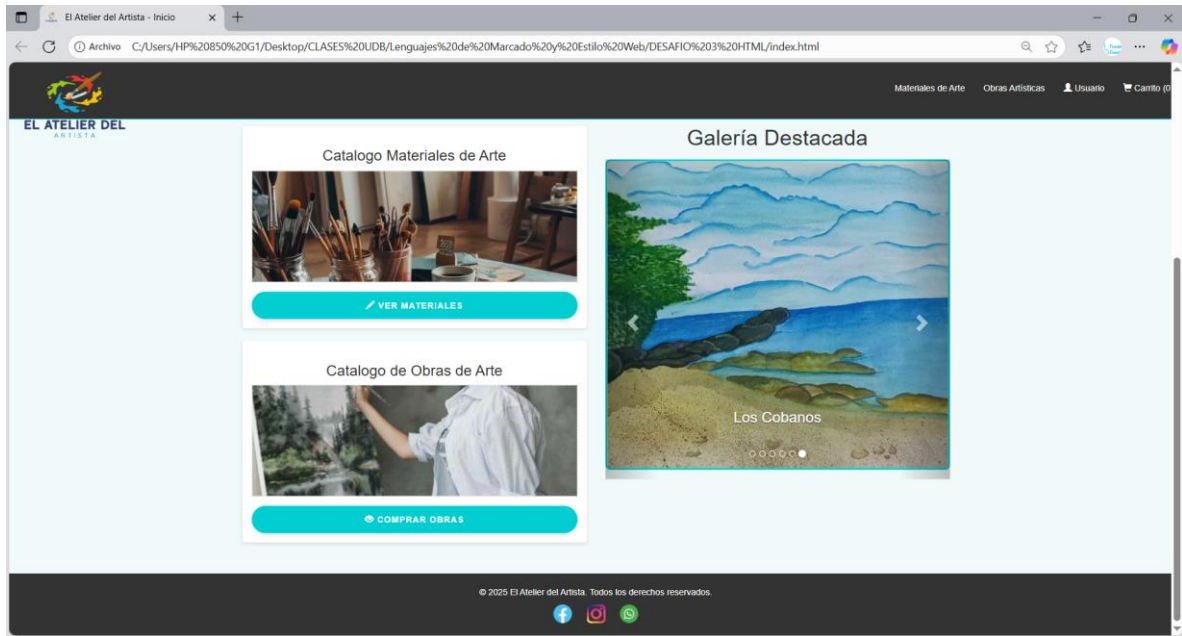 El Atelier del Artista - Inicio
Archivo C:/Users/HP%20850%20G1/Desktop/CLASES%20UDB/Lenguajes%20de%20Marcado%20y%20Estilo%20Web/DESAFIO%203%20HTML/index.html
Materiales de Arte Obras Artísticas Usuario Carrito (0
EL ATELIER DEL
ARTISTA
Catalogo Materiales de Arte
VER MATERIALES
Catalogo de Obras de Arte
COMPRAR OBRAS
Galería Destacada
Los Cobanos
© 2025 El Atelier del Artista. Todos los derechos reservados.